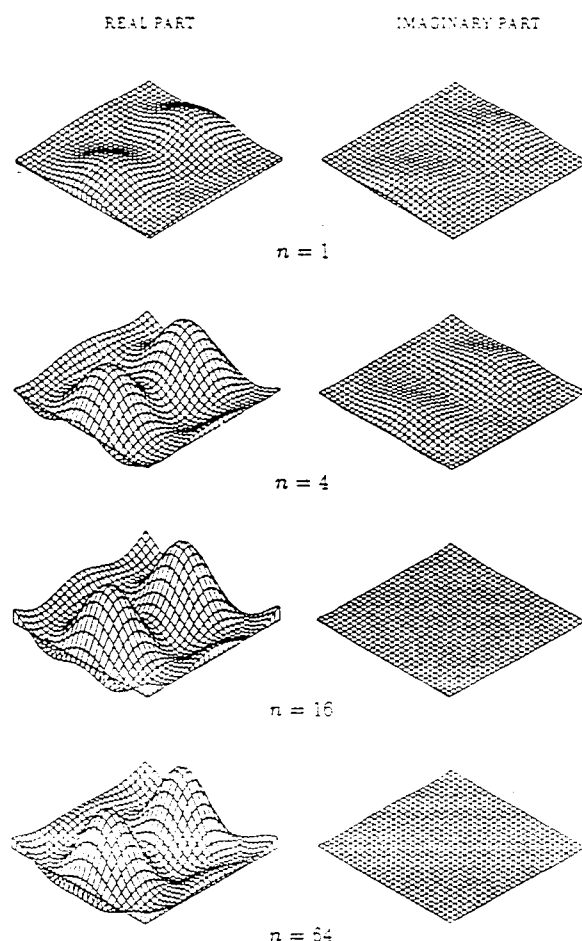 REAL PART IMAGINARY PART
n = 1
n = 4
n = 16
n = 64